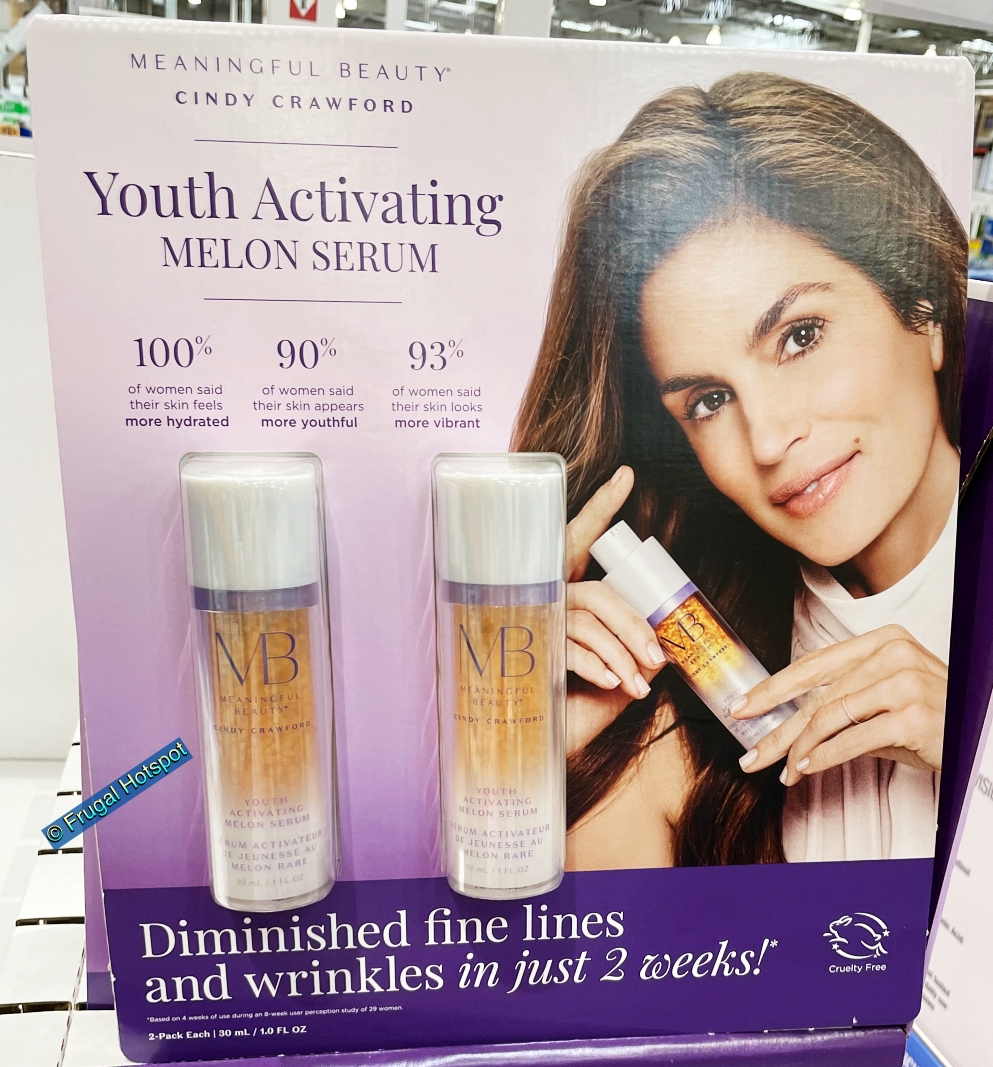 MEANINGFUL BEAUTY®
CINDY CRAWFORD
Youth Activating
MELON SERUM
100%
of women said
their skin feels
more hydrated
90%
of women said
their skin appears
more youthful
93%
of women said
their skin looks
more vibrant
MB
MEANINGFUL
BEAUTY®
CINDY CRAWFORD
YOUTH
ACTIVATING
MELON SERUM
SÉRUM ACTIVATEUR
DE JEUNESSE AU
MELON RARE
30 mL / 1 FL OZ
MB
MEANINGFUL
BEAUTY®
CINDY CRAWFORD
YOUTH
ACTIVATING
MELON SERUM
SÉRUM ACTIVATEUR
DE JEUNESSE AU
MELON RARE
30 mL / 1 FL OZ
MB
CINDY CRAWFORD
© Frugal Hotspot
Diminished fine lines
and wrinkles in just 2 weeks!*
Cruelty Free
*Based on 4 weeks of use during an 8-week user perception study of 29 women.
2-Pack Each | 30 mL / 1.0 FL OZ